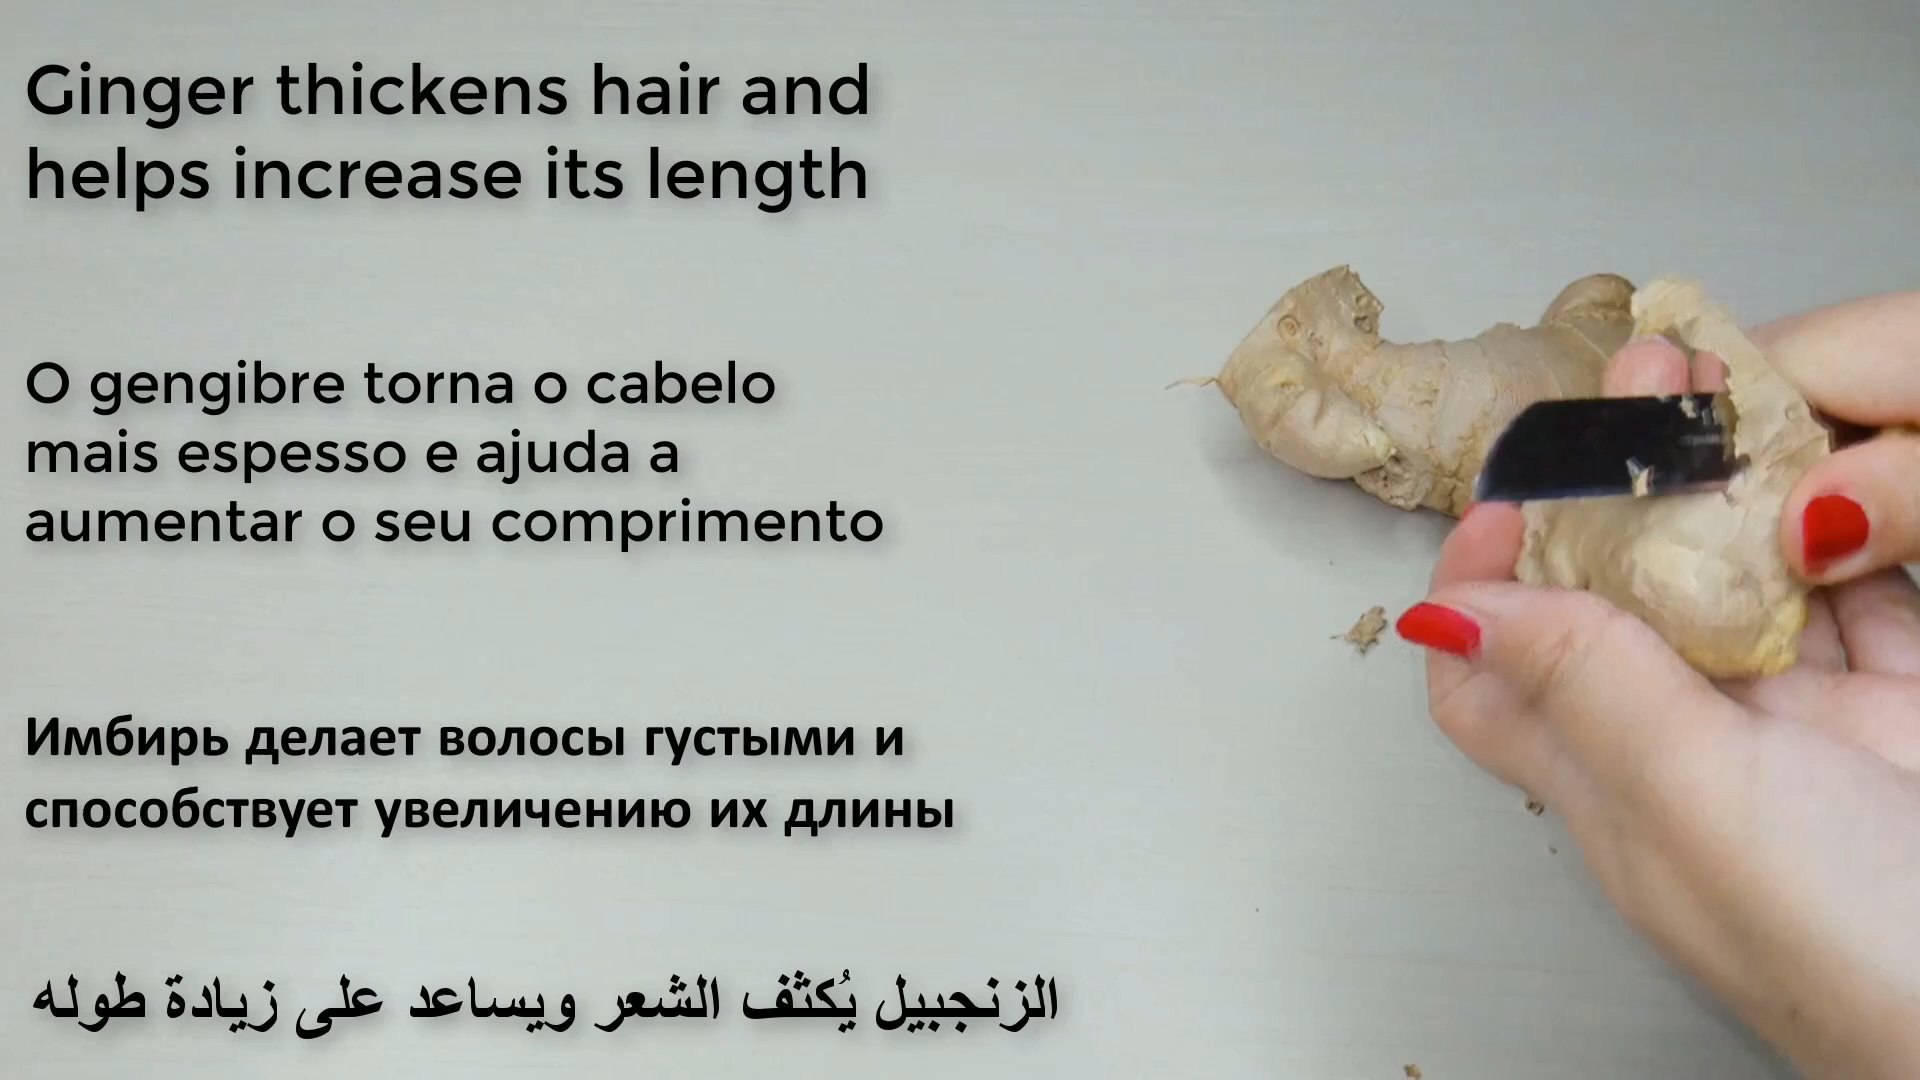 Ginger thickens hair and
helps increase its length
O gengibre torna o cabelo
mais espesso e ajuda a
aumentar o seu comprimento
Имбирь делает волосы густыми и
способствует увеличению их длины
الزنجبيل يُكثف الشعر ويساعد على زيادة طوله